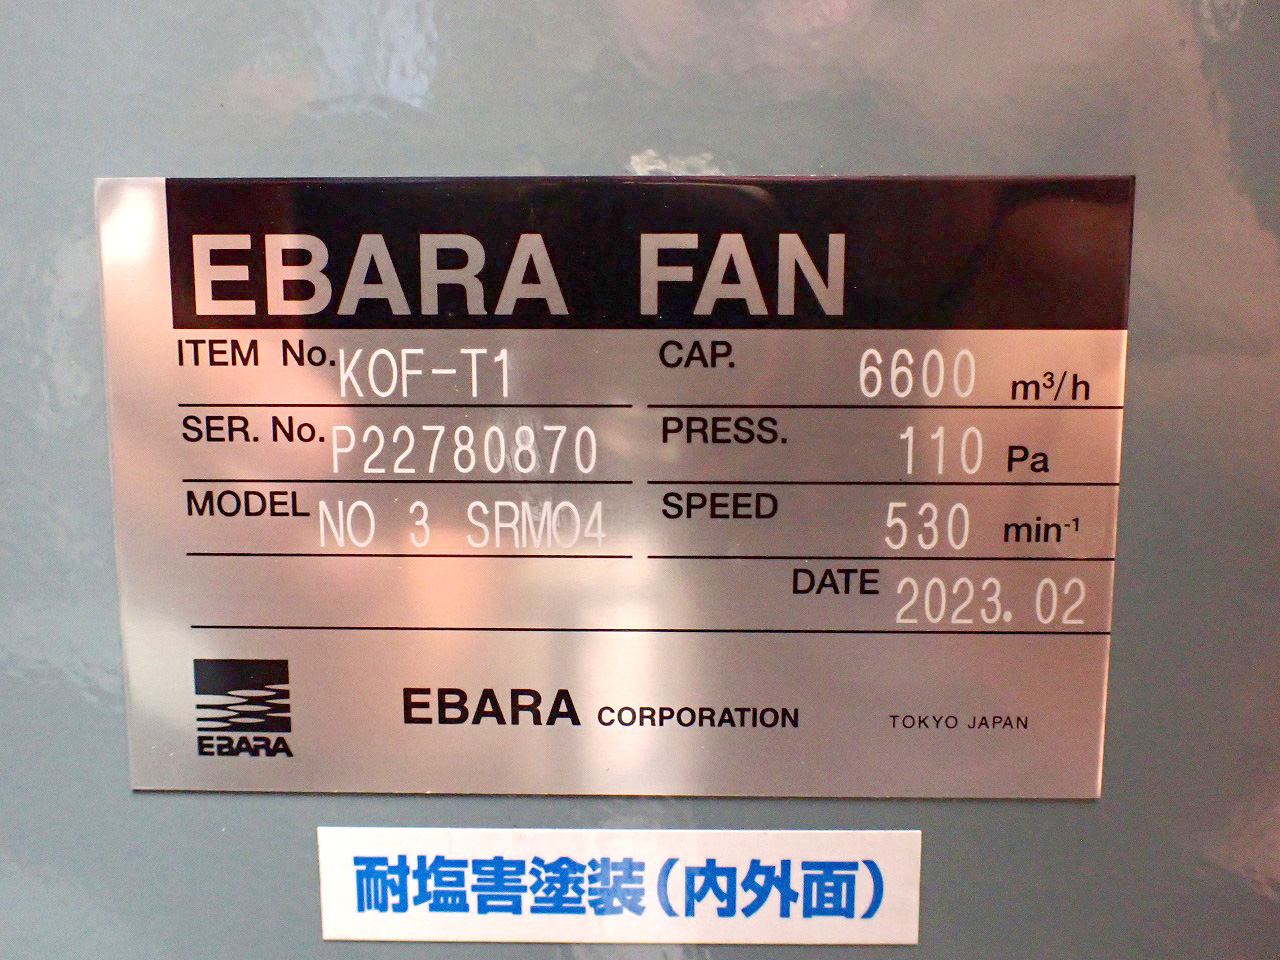 EBARA FAN
ITEM No. KOF-T1 CAP. 6600 m³/h
SER. No. P22780870 PRESS. 110 Pa
MODEL NO 3 SRM04 SPEED 530 min⁻¹
DATE 2023.02
EBARA
EBARA CORPORATION TOKYO JAPAN
耐塩害塗装(内外面)